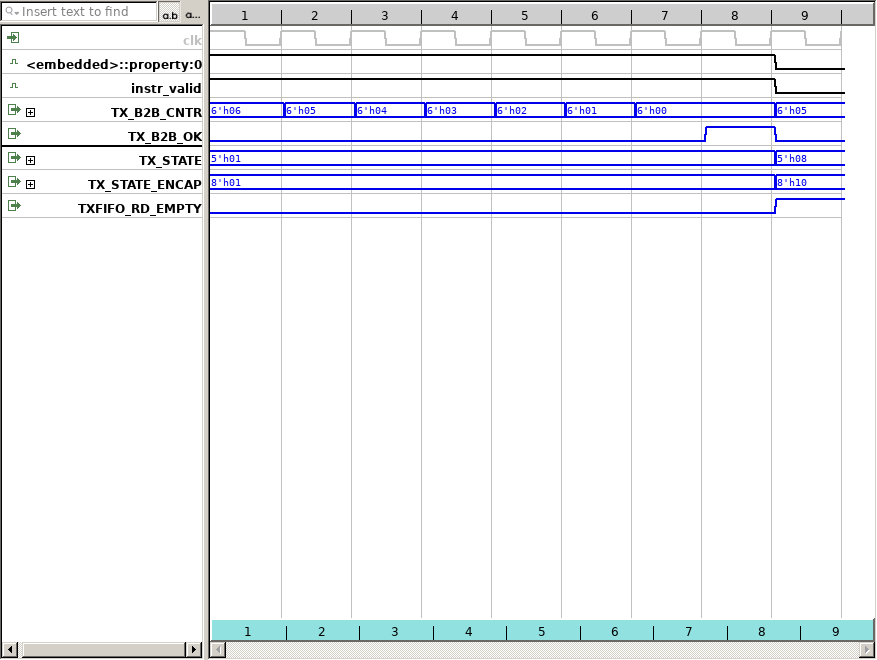 Insert text to find a.b a...
1 2 3 4 5 6 7 8 9
clk
<embedded>::property:0
instr_valid
TX_B2B_CNTR 6'h06 6'h05 6'h04 6'h03 6'h02 6'h01 6'h00 6'h05
TX_B2B_OK
TX_STATE 5'h01 5'h08
TX_STATE_ENCAP 8'h01 8'h10
TXFIFO_RD_EMPTY
1 2 3 4 5 6 7 8 9